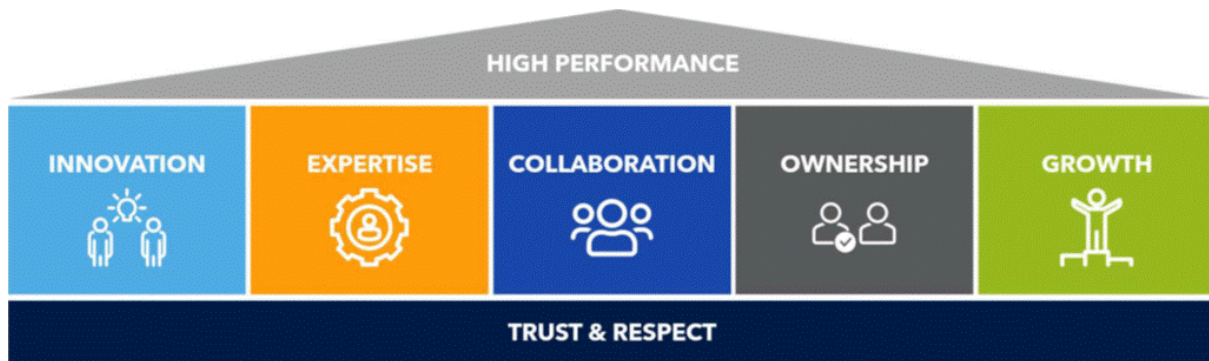 HIGH PERFORMANCE
INNOVATION
EXPERTISE
COLLABORATION
OWNERSHIP
GROWTH
TRUST & RESPECT